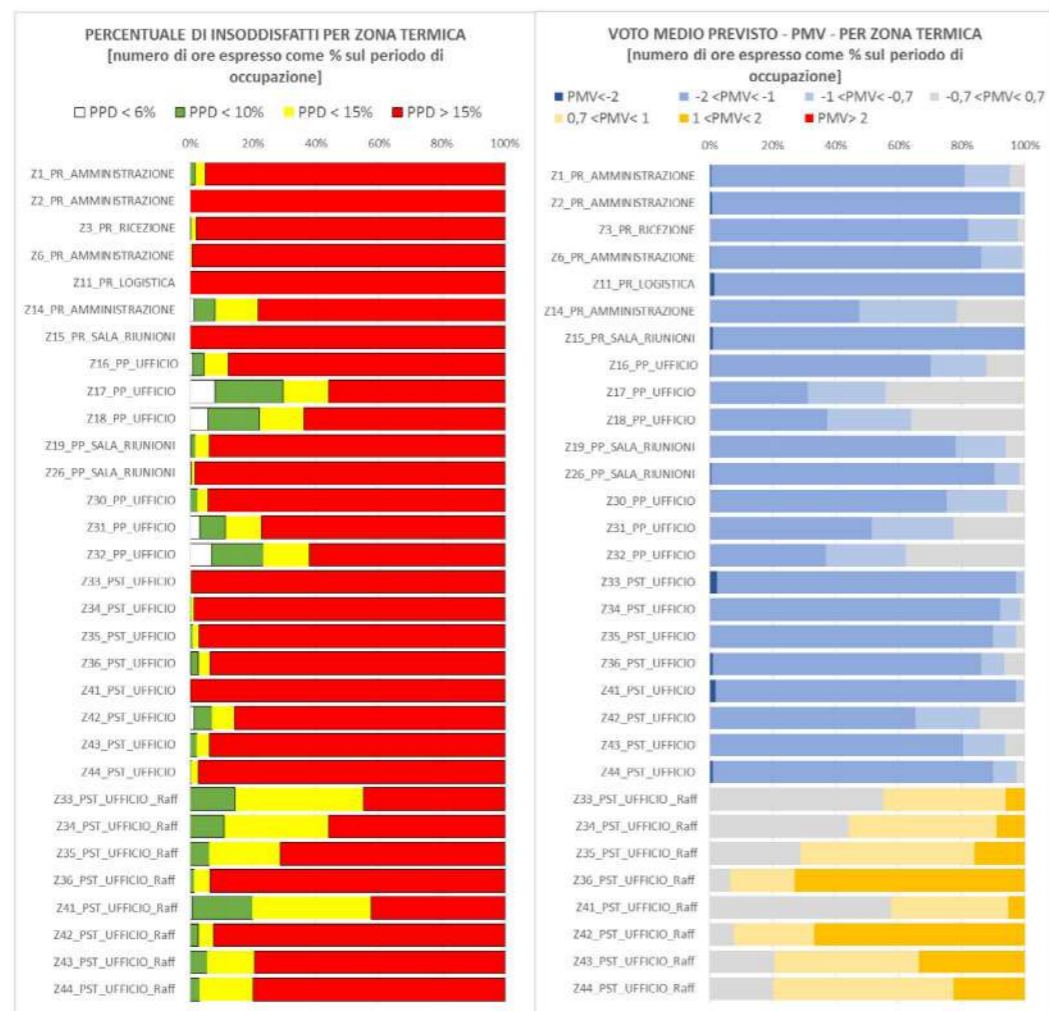 PERCENTUALE DI INSODDISFATTI PER ZONA TERMICA
[numero di ore espresso come % sul periodo di
occupazione]
PPD < 6% PPD < 10% PPD < 15% PPD > 15%
0% 20% 40% 60% 80% 100%
Z1_PR_AMMINISTRAZIONE
Z2_PR_AMMINISTRAZIONE
Z3_PR_RICEZIONE
Z6_PR_AMMINISTRAZIONE
Z11_PR_LOGISTICA
Z14_PR_AMMINISTRAZIONE
Z15_PR_SALA_RIUNIONI
Z16_PP_UFFICIO
Z17_PP_UFFICIO
Z18_PP_UFFICIO
Z19_PP_SALA_RIUNIONI
Z26_PP_SALA_RIUNIONI
Z30_PP_UFFICIO
Z31_PP_UFFICIO
Z32_PP_UFFICIO
Z33_PST_UFFICIO
Z34_PST_UFFICIO
Z35_PST_UFFICIO
Z36_PST_UFFICIO
Z41_PST_UFFICIO
Z42_PST_UFFICIO
Z43_PST_UFFICIO
Z44_PST_UFFICIO
Z33_PST_UFFICIO_Raff
Z34_PST_UFFICIO_Raff
Z35_PST_UFFICIO_Raff
Z36_PST_UFFICIO_Raff
Z41_PST_UFFICIO_Raff
Z42_PST_UFFICIO_Raff
Z43_PST_UFFICIO_Raff
Z44_PST_UFFICIO_Raff
VOTO MEDIO PREVISTO - PMV - PER ZONA TERMICA
[numero di ore espresso come % sul periodo di
occupazione]
PMV<-2 -2 <PMV< -1 -1 <PMV< -0,7 -0,7 <PMV< 0,7
0,7 <PMV< 1 1 <PMV< 2 PMV> 2
0% 20% 40% 60% 80% 100%
Z1_PR_AMMINISTRAZIONE
Z2_PR_AMMINISTRAZIONE
Z3_PR_RICEZIONE
Z6_PR_AMMINISTRAZIONE
Z11_PR_LOGISTICA
Z14_PR_AMMINISTRAZIONE
Z15_PR_SALA_RIUNIONI
Z16_PP_UFFICIO
Z17_PP_UFFICIO
Z18_PP_UFFICIO
Z19_PP_SALA_RIUNIONI
Z26_PP_SALA_RIUNIONI
Z30_PP_UFFICIO
Z31_PP_UFFICIO
Z32_PP_UFFICIO
Z33_PST_UFFICIO
Z34_PST_UFFICIO
Z35_PST_UFFICIO
Z36_PST_UFFICIO
Z41_PST_UFFICIO
Z42_PST_UFFICIO
Z43_PST_UFFICIO
Z44_PST_UFFICIO
Z33_PST_UFFICIO_Raff
Z34_PST_UFFICIO_Raff
Z35_PST_UFFICIO_Raff
Z36_PST_UFFICIO_Raff
Z41_PST_UFFICIO_Raff
Z42_PST_UFFICIO_Raff
Z43_PST_UFFICIO_Raff
Z44_PST_UFFICIO_Raff